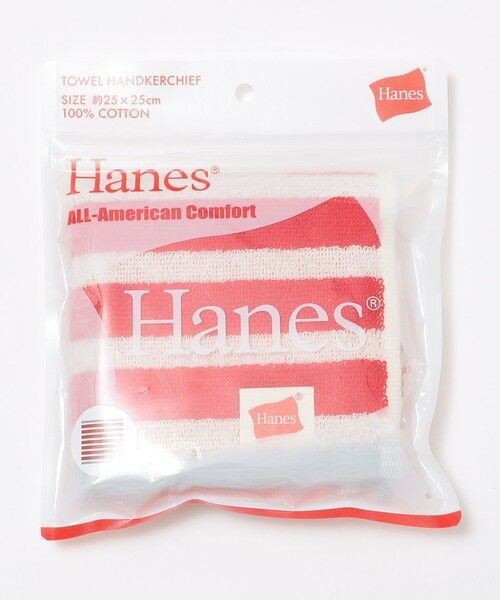 TOWEL HANDKERCHIEF
SIZE 約25×25cm
100% COTTON
Hanes
Hanes®
ALL-American Comfort
Hanes®
Hanes®